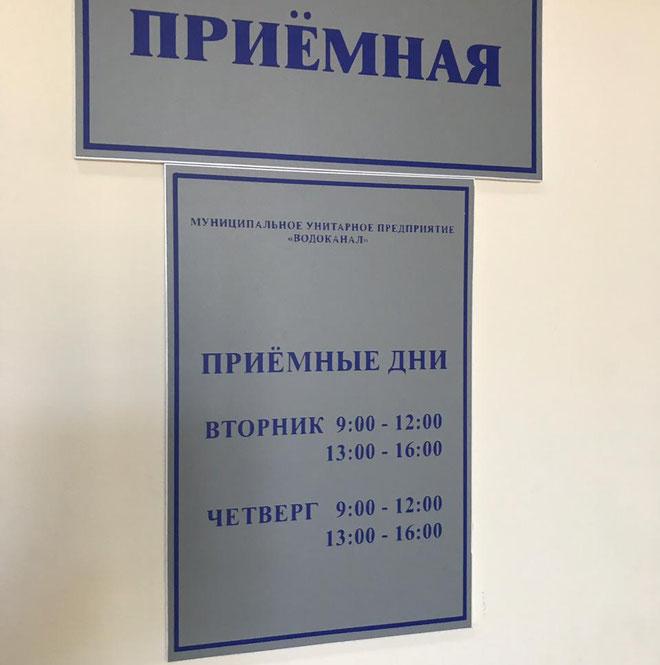 ПРИЁМНАЯ
МУНИЦИПАЛЬНОЕ УНИТАРНОЕ ПРЕДПРИЯТИЕ
«ВОДОКАНАЛ»
ПРИЁМНЫЕ ДНИ
ВТОРНИК 9:00 - 12:00
13:00 - 16:00
ЧЕТВЕРГ 9:00 - 12:00
13:00 - 16:00